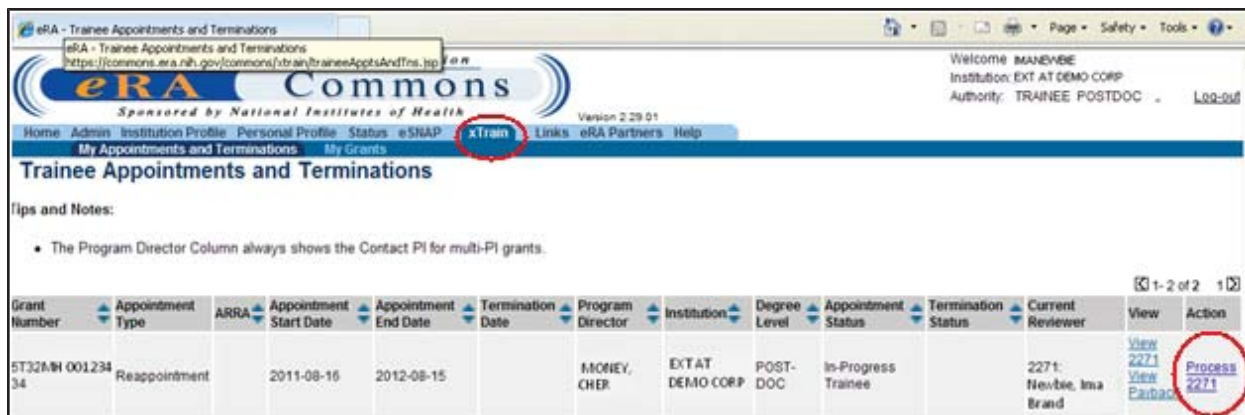 eRA - Trainee Appointments and Terminations
Page Safety Tools
eRA - Trainee Appointments and Terminations
https://commons.era.nih.gov/commons/xtrain/traineeApptsAndTns.jsp
eRA Commons
Sponsored by National Institutes of Health
Version 2.29.01
Welcome IMANEWBIE
Institution: EXT AT DEMO CORP
Authority: TRAINEE POSTDOC
Log-out
Home Admin Institution Profile Personal Profile Status eSNAP xTrain Links eRA Partners Help
My Appointments and Terminations My Grants
Trainee Appointments and Terminations
Tips and Notes:
• The Program Director Column always shows the Contact PI for multi-PI grants.
1-2 of 2 1
Grant Number Appointment Type ARRA Appointment Start Date Appointment End Date Termination Date Program Director Institution Degree Level Appointment Status Termination Status Current Reviewer View Action
5T32MH 001234 34 Reappointment 2011-08-16 2012-08-15 MONEY, CHER EXT AT DEMO CORP POST-DOC In-Progress Trainee 2271: Newbie, Ima Brand View 2271 View Payback Process 2271